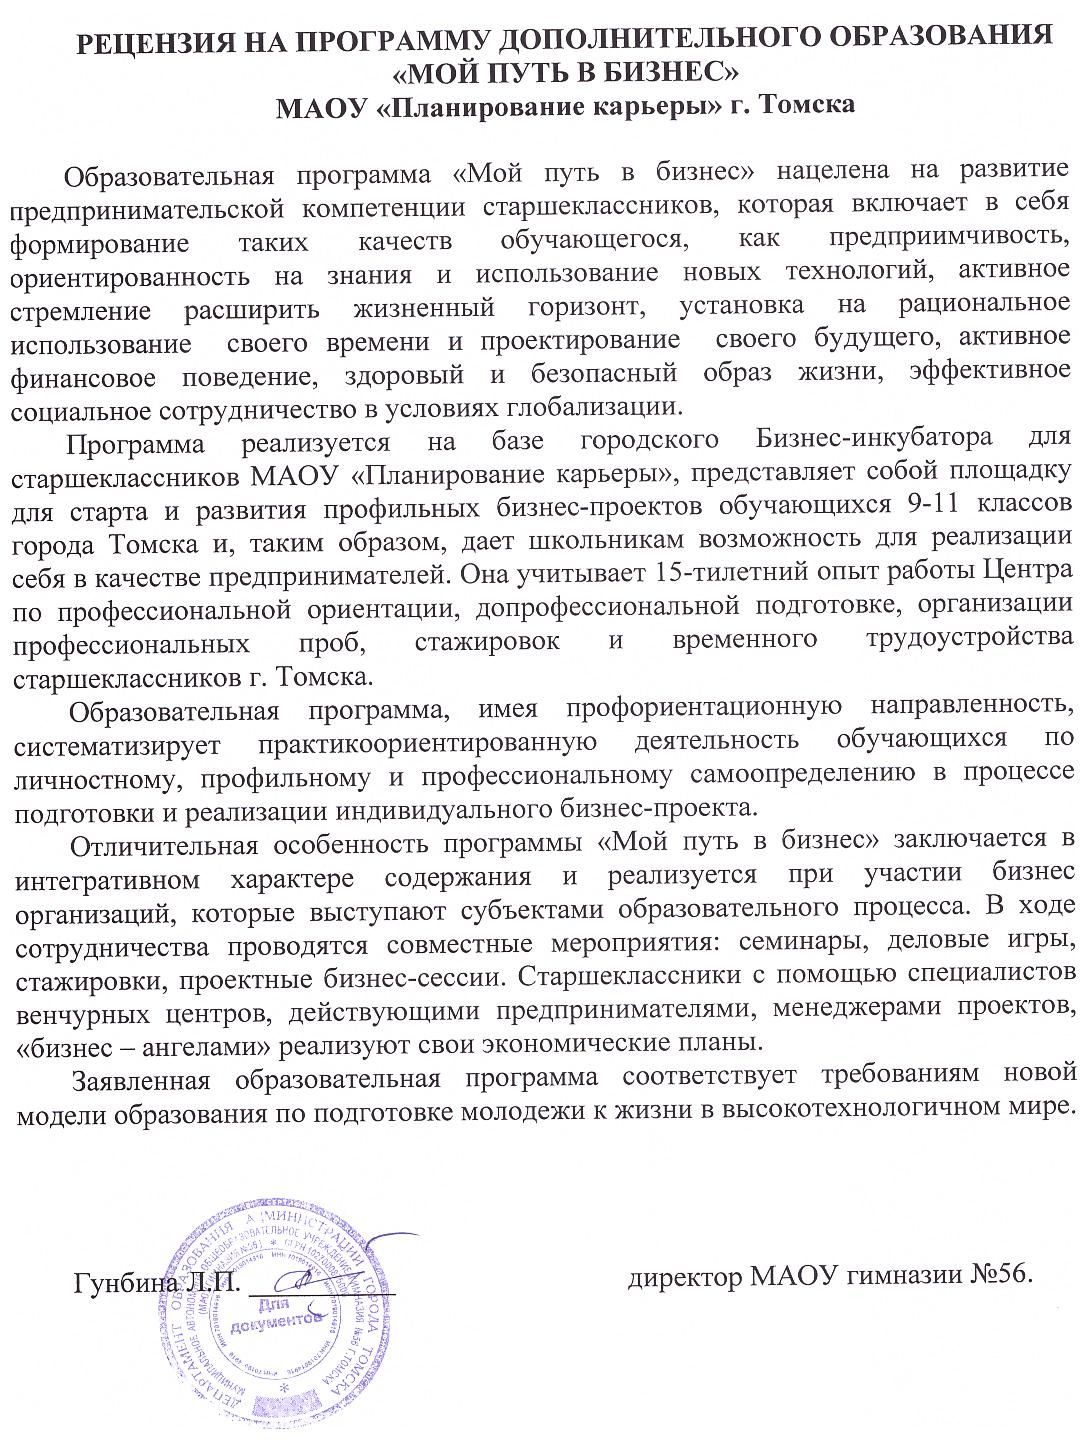 РЕЦЕНЗИЯ НА ПРОГРАММУ ДОПОЛНИТЕЛЬНОГО ОБРАЗОВАНИЯ
«МОЙ ПУТЬ В БИЗНЕС»
МАОУ «Планирование карьеры» г. Томска
Образовательная программа «Мой путь в бизнес» нацелена на развитие
предпринимательской компетенции старшеклассников, которая включает в себя
формирование таких качеств обучающегося, как предприимчивость,
ориентированность на знания и использование новых технологий, активное
стремление расширить жизненный горизонт, установка на рациональное
использование своего времени и проектирование своего будущего, активное
финансовое поведение, здоровый и безопасный образ жизни, эффективное
социальное сотрудничество в условиях глобализации.
Программа реализуется на базе городского Бизнес-инкубатора для
старшеклассников МАОУ «Планирование карьеры», представляет собой площадку
для старта и развития профильных бизнес-проектов обучающихся 9-11 классов
города Томска и, таким образом, дает школьникам возможность для реализации
себя в качестве предпринимателей. Она учитывает 15-тилетний опыт работы Центра
по профессиональной ориентации, допрофессиональной подготовке, организации
профессиональных проб, стажировок и временного трудоустройства
старшеклассников г. Томска.
Образовательная программа, имея профориентационную направленность,
систематизирует практикоориентированную деятельность обучающихся по
личностному, профильному и профессиональному самоопределению в процессе
подготовки и реализации индивидуального бизнес-проекта.
Отличительная особенность программы «Мой путь в бизнес» заключается в
интегративном характере содержания и реализуется при участии бизнес
организаций, которые выступают субъектами образовательного процесса. В ходе
сотрудничества проводятся совместные мероприятия: семинары, деловые игры,
стажировки, проектные бизнес-сессии. Старшеклассники с помощью специалистов
венчурных центров, действующими предпринимателями, менеджерами проектов,
«бизнес – ангелами» реализуют свои экономические планы.
Заявленная образовательная программа соответствует требованиям новой
модели образования по подготовке молодежи к жизни в высокотехнологичном мире.
Гунбина Л.П. __________ директор МАОУ гимназии №56.
ДЕПАРТАМЕНТ ОБРАЗОВАНИЯ АДМИНИСТРАЦИИ ГОРОДА ТОМСКА
Для
документов